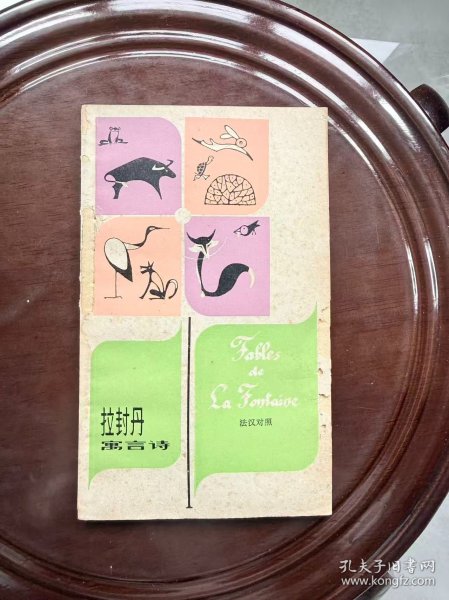 拉封丹
寓言诗
Fables
de
La Fontaine
法汉对照
孔夫子旧书网
www.kongfz.com